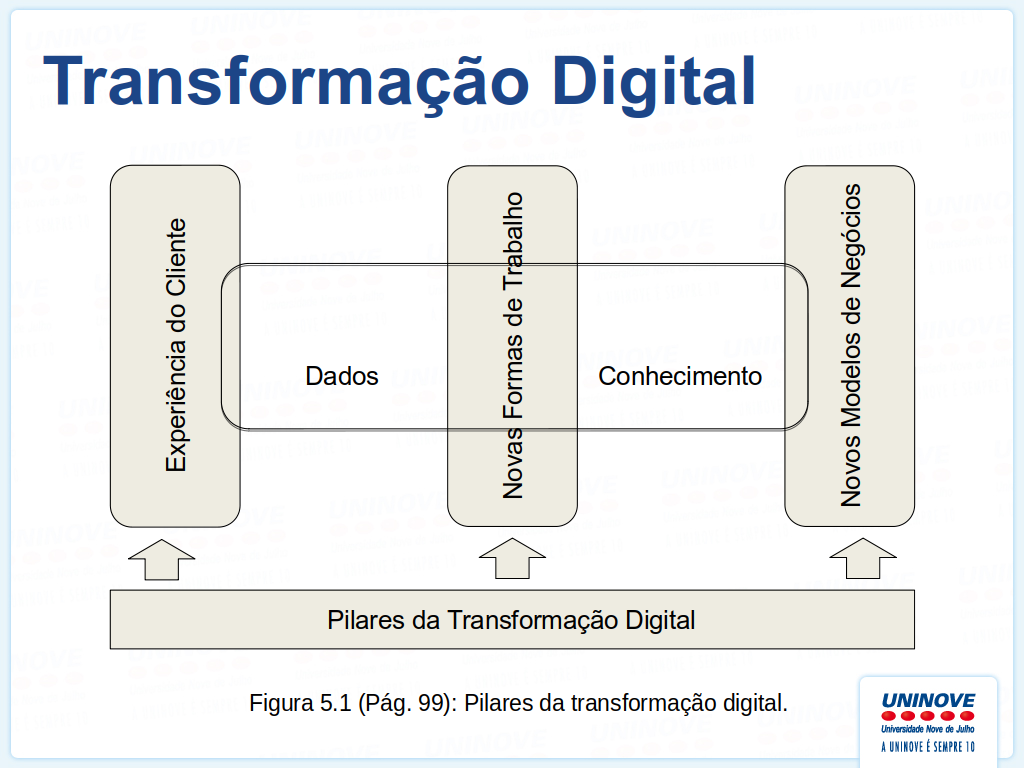 Transformação Digital
Experiência do Cliente
Novas Formas de Trabalho
Novos Modelos de Negócios
Dados
Conhecimento
Pilares da Transformação Digital
Figura 5.1 (Pág. 99): Pilares da transformação digital.
UNINOVE
Universidade Nove de Julho
A UNINOVE É SEMPRE 10